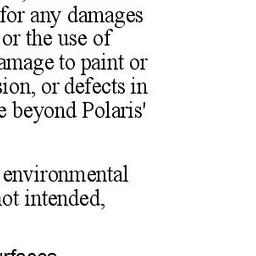 for any damages
or the use of
amage to paint or
sion, or defects in
e beyond Polaris'
environmental
not intended,
urfaces